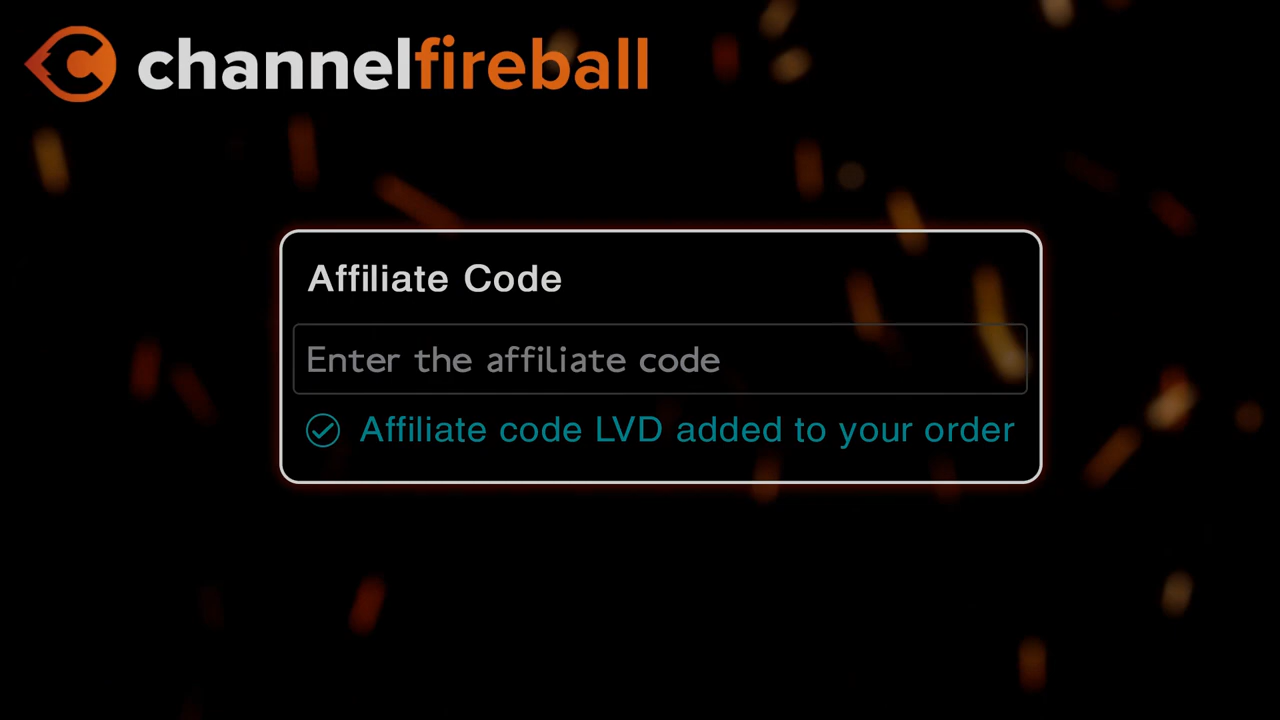 channelfireball
Affiliate Code
Enter the affiliate code
Affiliate code LVD added to your order